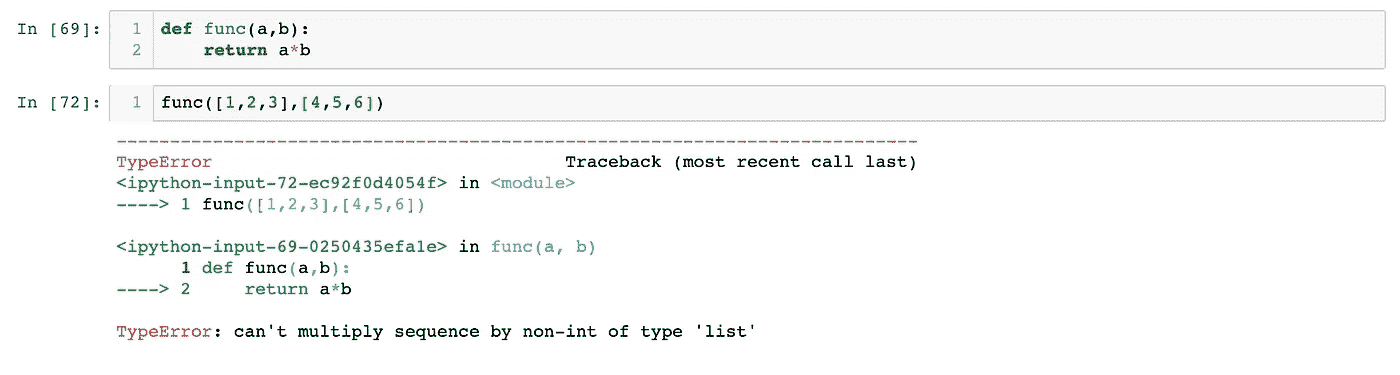 In [69]: 1 def func(a,b):
2     return a*b
In [72]: 1 func([1,2,3],[4,5,6])
---------------------------------------------------------------------------
TypeError                                 Traceback (most recent call last)
<ipython-input-72-ec92f0d4054f> in <module>
----> 1 func([1,2,3],[4,5,6])
<ipython-input-69-0250435efa1e> in func(a, b)
      1 def func(a,b):
----> 2     return a*b
TypeError: can't multiply sequence by non-int of type 'list'